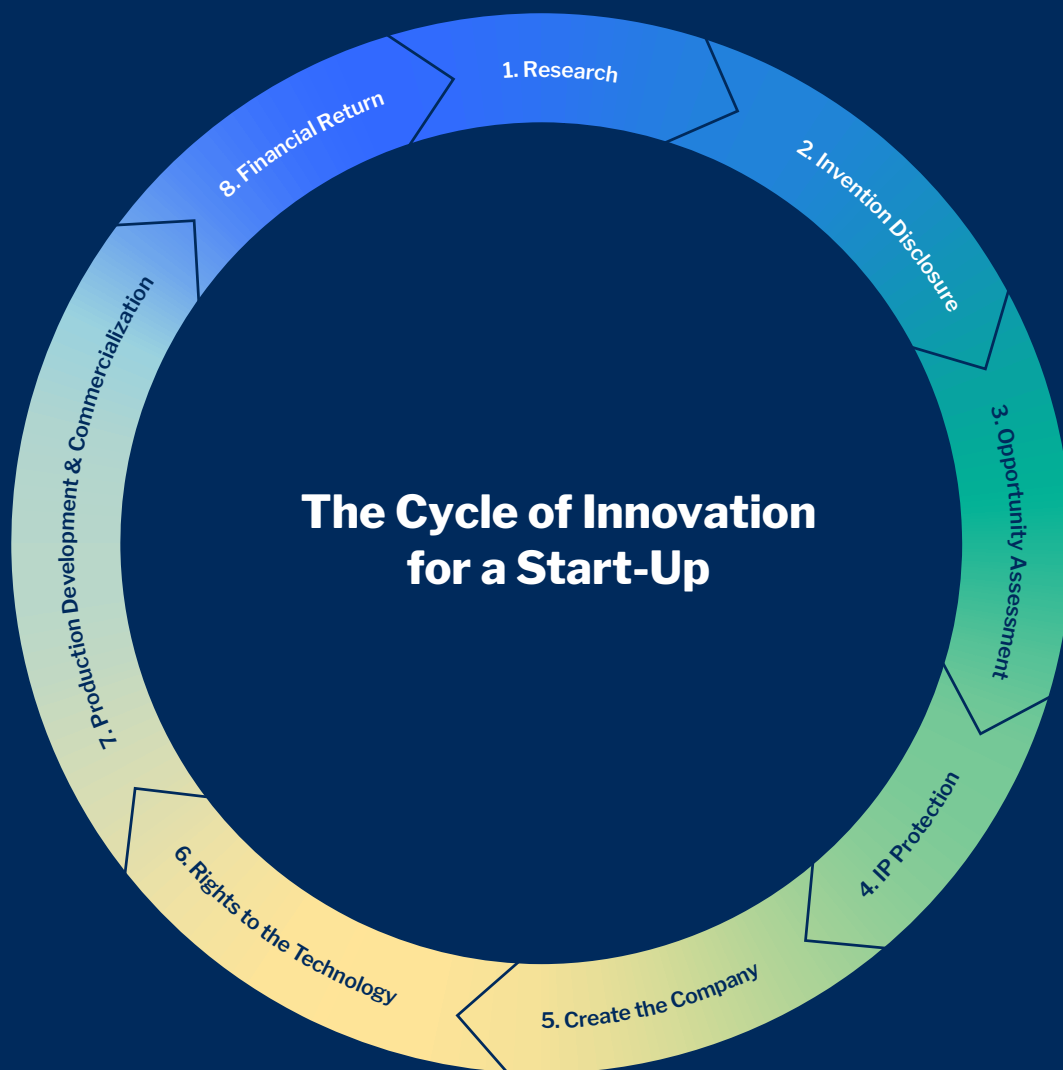 1. Research
2. Invention Disclosure
3. Opportunity Assessment
4. IP Protection
5. Create the Company
6. Rights to the Technology
7. Production Development & Commercialization
8. Financial Return
The Cycle of Innovation
for a Start-Up